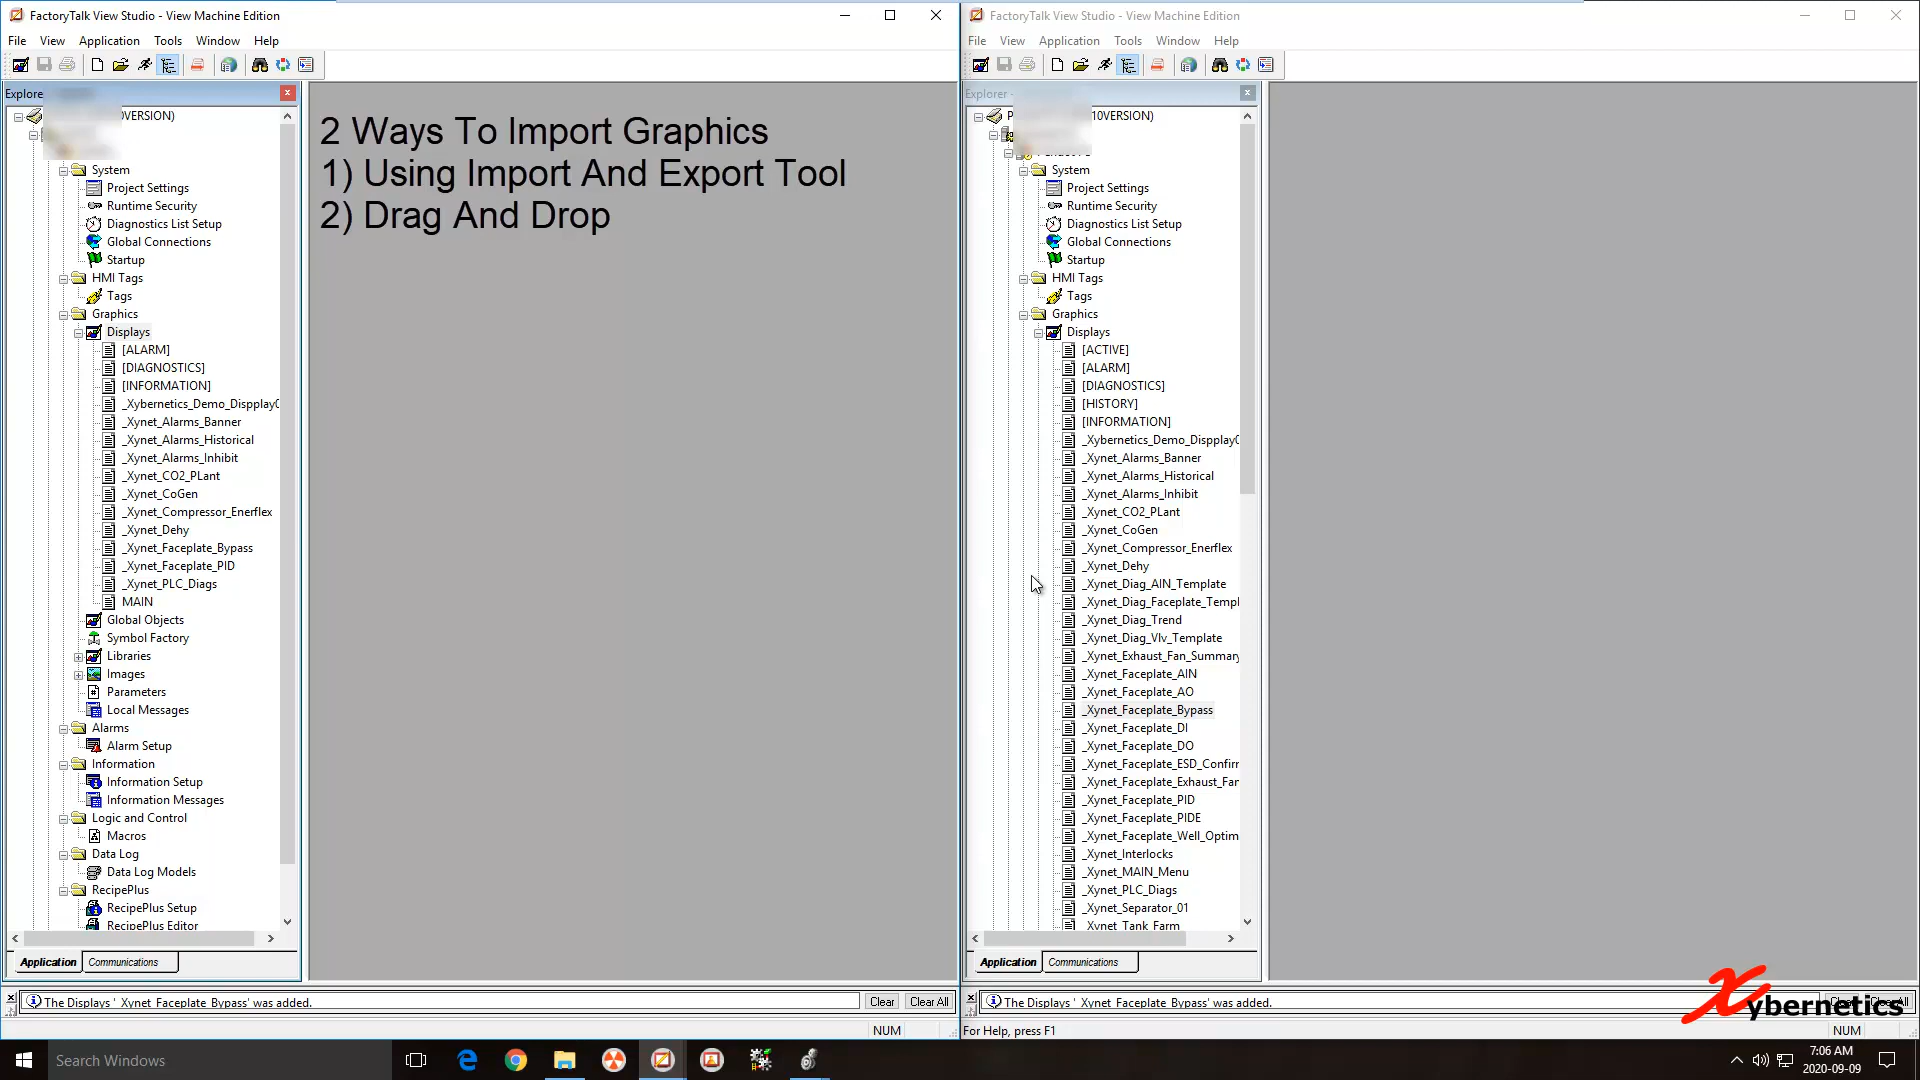 FactoryTalk View Studio - View Machine Edition
File View Application Tools Window Help
Explore
0VERSION)
System
Project Settings
Runtime Security
Diagnostics List Setup
Global Connections
Startup
HMI Tags
Tags
Graphics
Displays
[ALARM]
[DIAGNOSTICS]
[INFORMATION]
_Xybernetics_Demo_Dispplay0
_Xynet_Alarms_Banner
_Xynet_Alarms_Historical
_Xynet_Alarms_Inhibit
_Xynet_CO2_PLant
_Xynet_CoGen
_Xynet_Compressor_Enerflex
_Xynet_Dehy
_Xynet_Faceplate_Bypass
_Xynet_Faceplate_PID
_Xynet_PLC_Diags
MAIN
Global Objects
Symbol Factory
Libraries
Images
Parameters
Local Messages
Alarms
Alarm Setup
Information
Information Setup
Information Messages
Logic and Control
Macros
Data Log
Data Log Models
RecipePlus
RecipePlus Setup
RecipePlus Editor
Application Communications
2 Ways To Import Graphics
1) Using Import And Export Tool
2) Drag And Drop
The Displays '_Xynet_Faceplate_Bypass' was added.
Clear Clear All
NUM
FactoryTalk View Studio - View Machine Edition
File View Application Tools Window Help
Explorer -
P 10VERSION)
System
Project Settings
Runtime Security
Diagnostics List Setup
Global Connections
Startup
HMI Tags
Tags
Graphics
Displays
[ACTIVE]
[ALARM]
[DIAGNOSTICS]
[HISTORY]
[INFORMATION]
_Xybernetics_Demo_Dispplay0
_Xynet_Alarms_Banner
_Xynet_Alarms_Historical
_Xynet_Alarms_Inhibit
_Xynet_CO2_PLant
_Xynet_CoGen
_Xynet_Compressor_Enerflex
_Xynet_Dehy
_Xynet_Diag_AIN_Template
_Xynet_Diag_Faceplate_Templ
_Xynet_Diag_Trend
_Xynet_Diag_Vlv_Template
_Xynet_Exhaust_Fan_Summary
_Xynet_Faceplate_AIN
_Xynet_Faceplate_AO
_Xynet_Faceplate_Bypass
_Xynet_Faceplate_DI
_Xynet_Faceplate_DO
_Xynet_Faceplate_ESD_Confirm
_Xynet_Faceplate_Exhaust_Fan
_Xynet_Faceplate_PID
_Xynet_Faceplate_PIDE
_Xynet_Faceplate_Well_Optim
_Xynet_Interlocks
_Xynet_MAIN_Menu
_Xynet_PLC_Diags
_Xynet_Separator_01
_Xynet_Tank_Farm
Application Communications
The Displays '_Xynet_Faceplate_Bypass' was added.
Clear Clear All
Xybernetics
For Help, press F1
NUM
Search Windows
7:06 AM
2020-09-09